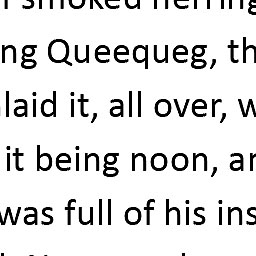 smoked herring
ng Queequeg, th
laid it, all over, w
it being noon, an
was full of his ins